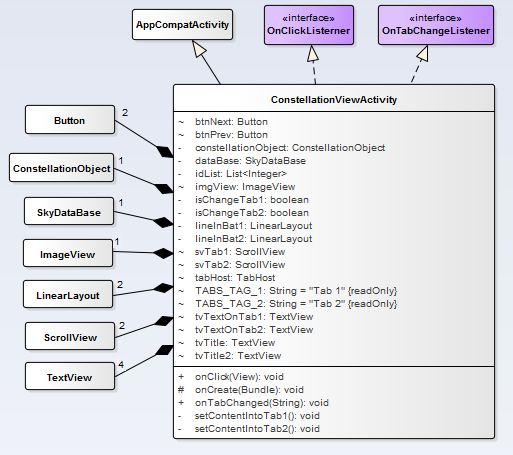 AppCompatActivity
«interface»
OnClickListerner
«interface»
OnTabChangeListener
ConstellationViewActivity
~ btnNext: Button
~ btnPrev: Button
- constellationObject: ConstellationObject
- dataBase: SkyDataBase
- idList: List<Integer>
~ imgView: ImageView
- isChangeTab1: boolean
- isChangeTab2: boolean
- lineInBat1: LinearLayout
- lineInBat2: LinearLayout
~ svTab1: ScrollView
~ svTab2: ScrollView
~ tabHost: TabHost
~ TABS_TAG_1: String = "Tab 1" {readOnly}
~ TABS_TAG_2: String = "Tab 2" {readOnly}
~ tvTextOnTab1: TextView
~ tvTextOnTab2: TextView
~ tvTitle: TextView
~ tvTitle2: TextView
+ onClick(View): void
# onCreate(Bundle): void
+ onTabChanged(String): void
- setContentIntoTab1(): void
- setContentIntoTab2(): void
Button
2
ConstellationObject
1
SkyDataBase
1
ImageView
1
LinearLayout
2
ScrollView
2
TextView
4